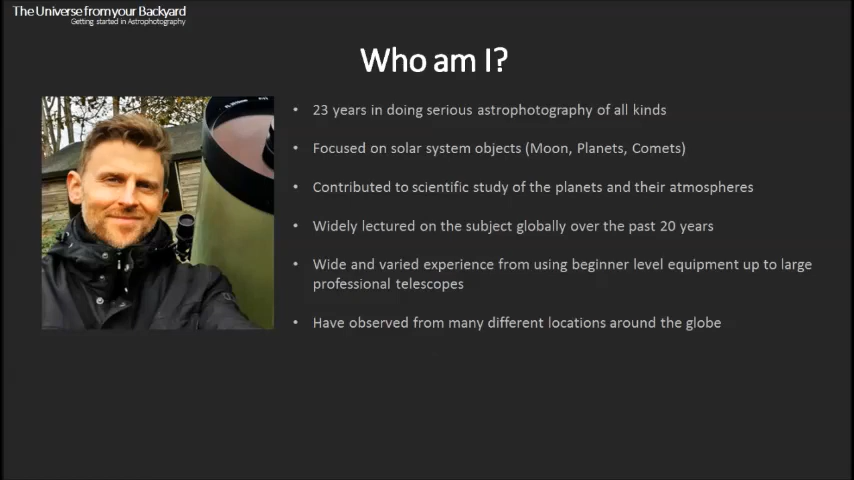 The Universe from your Backyard
Getting started in Astrophotography
Who am I?
• 23 years in doing serious astrophotography of all kinds
• Focused on solar system objects (Moon, Planets, Comets)
• Contributed to scientific study of the planets and their atmospheres
• Widely lectured on the subject globally over the past 20 years
• Wide and varied experience from using beginner level equipment up to large
professional telescopes
• Have observed from many different locations around the globe